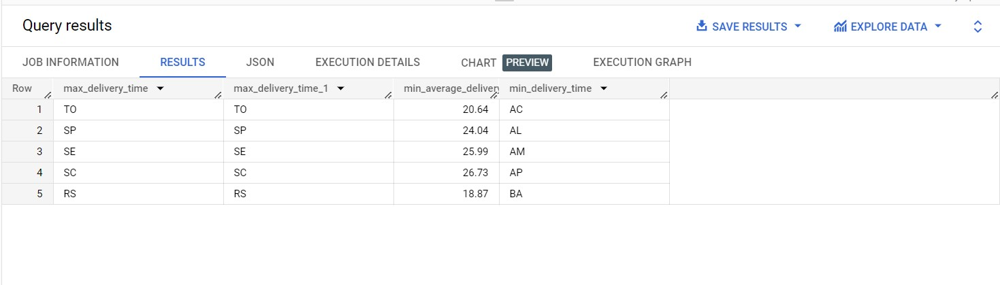 Query results SAVE RESULTS EXPLORE DATA
JOB INFORMATION RESULTS JSON EXECUTION DETAILS CHART PREVIEW EXECUTION GRAPH
Row max_delivery_time max_delivery_time_1 min_average_delivery min_delivery_time
1 TO TO 20.64 AC
2 SP SP 24.04 AL
3 SE SE 25.99 AM
4 SC SC 26.73 AP
5 RS RS 18.87 BA